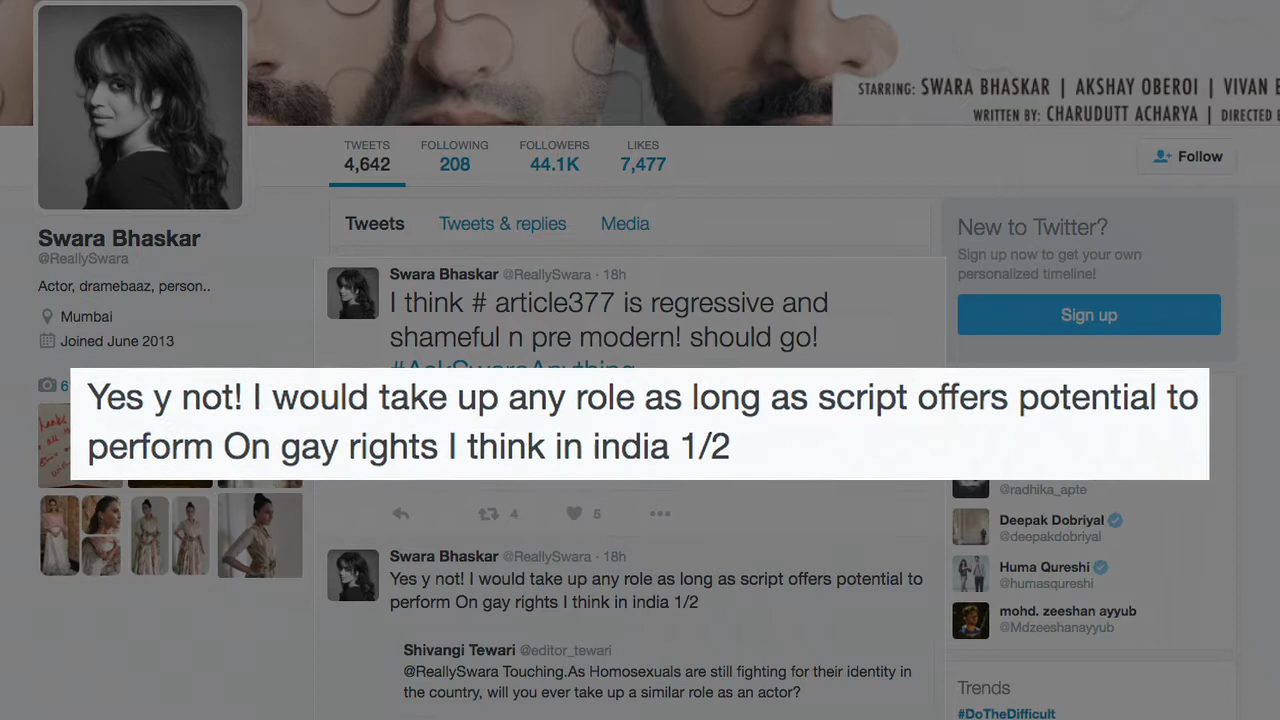 STARRING: SWARA BHASKAR | AKSHAY OBEROI | VIVAN
WRITTEN BY: CHARUDUTT ACHARYA | DIRECTED
TWEETS
4,642
FOLLOWING
208
FOLLOWERS
44.1K
LIKES
7,477
Follow
Swara Bhaskar
@ReallySwara
Actor, dramebaaz, person..
Mumbai
Joined June 2013
Tweets
Tweets & replies
Media
Swara Bhaskar @ReallySwara · 18h
I think # article377 is regressive and
shameful n pre modern! should go!
#AskSwaraAnything
Yes y not! I would take up any role as long as script offers potential to
perform On gay rights I think in india 1/2
4
5
Swara Bhaskar @ReallySwara · 18h
Yes y not! I would take up any role as long as script offers potential to
perform On gay rights I think in india 1/2
Shivangi Tewari @editor_tewari
@ReallySwara Touching.As Homosexuals are still fighting for their identity in
the country, will you ever take up a similar role as an actor?
New to Twitter?
Sign up now to get your own
personalized timeline!
Sign up
@radhika_apte
Deepak Dobriyal
@deepakdobriyal
Huma Qureshi
@humasqureshi
mohd. zeeshan ayyub
@Mdzeeshanayyub
Trends
#DoTheDifficult